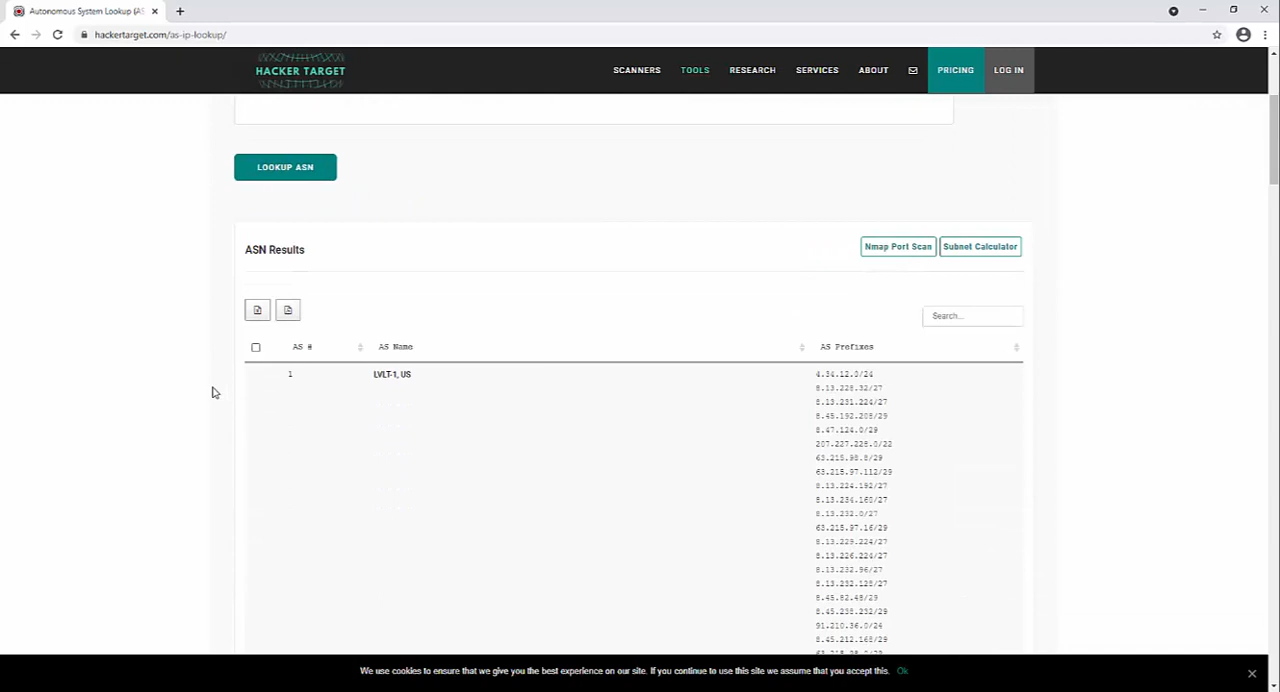 Autonomous System Lookup (AS
hackertarget.com/as-ip-lookup/
HACKER TARGET
SCANNERS TOOLS RESEARCH SERVICES ABOUT PRICING LOG IN
LOOKUP ASN
ASN Results
Nmap Port Scan Subnet Calculator
Search...
AS # AS Name AS Prefixes
1 LVLT-1, US 4.34.12.0/24
8.13.228.32/27
8.13.231.224/27
8.45.192.208/29
8.47.124.0/29
207.227.228.0/22
63.215.98.8/29
63.215.97.112/29
8.13.224.192/27
8.13.234.160/27
8.13.232.0/27
63.215.97.16/29
8.13.225.224/27
8.13.226.224/27
8.13.232.96/27
8.13.232.128/27
8.45.82.48/29
8.45.238.232/29
91.210.36.0/24
8.45.212.168/29
We use cookies to ensure that we give you the best experience on our site. If you continue to use this site we assume that you accept this. Ok